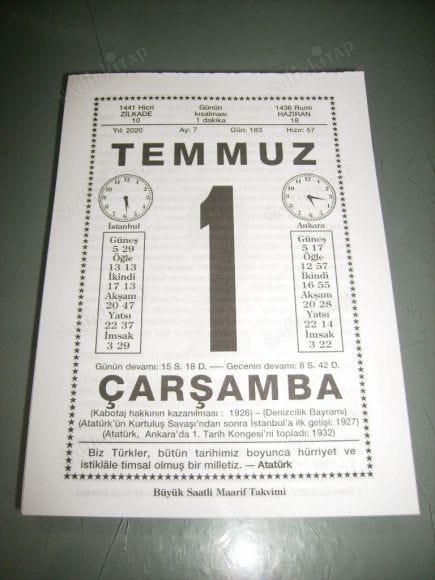 1441 Hicri
ZİLKADE
10
Günün
kısalması
1 dakika
1436 Rumi
HAZİRAN
18
Yıl: 2020 Ay: 7 Gün: 183 Hızır: 57
TEMMUZ
1
İstanbul
Güneş
5 29
Öğle
13 13
İkindi
17 13
Akşam
20 47
Yatsı
22 37
İmsak
3 29
Ankara
Güneş
5 17
Öğle
12 57
İkindi
16 55
Akşam
20 28
Yatsı
22 14
İmsak
3 22
Günün devamı: 15 S. 18 D. — Gecenin devamı: 8 S. 42 D.
ÇARŞAMBA
(Kabotaj hakkının kazanılması : 1926) – (Denizcilik Bayramı)
(Atatürk'ün Kurtuluş Savaşı'ndan sonra İstanbul'a ilk gelişi: 1927)
(Atatürk, Ankara'da 1. Tarih Kongesi'ni topladı: 1932)
Biz Türkler, bütün tarihimiz boyunca hürriyet ve
istiklâle timsal olmuş bir milletiz. — Atatürk
Büyük Saatli Maarif Takvimi